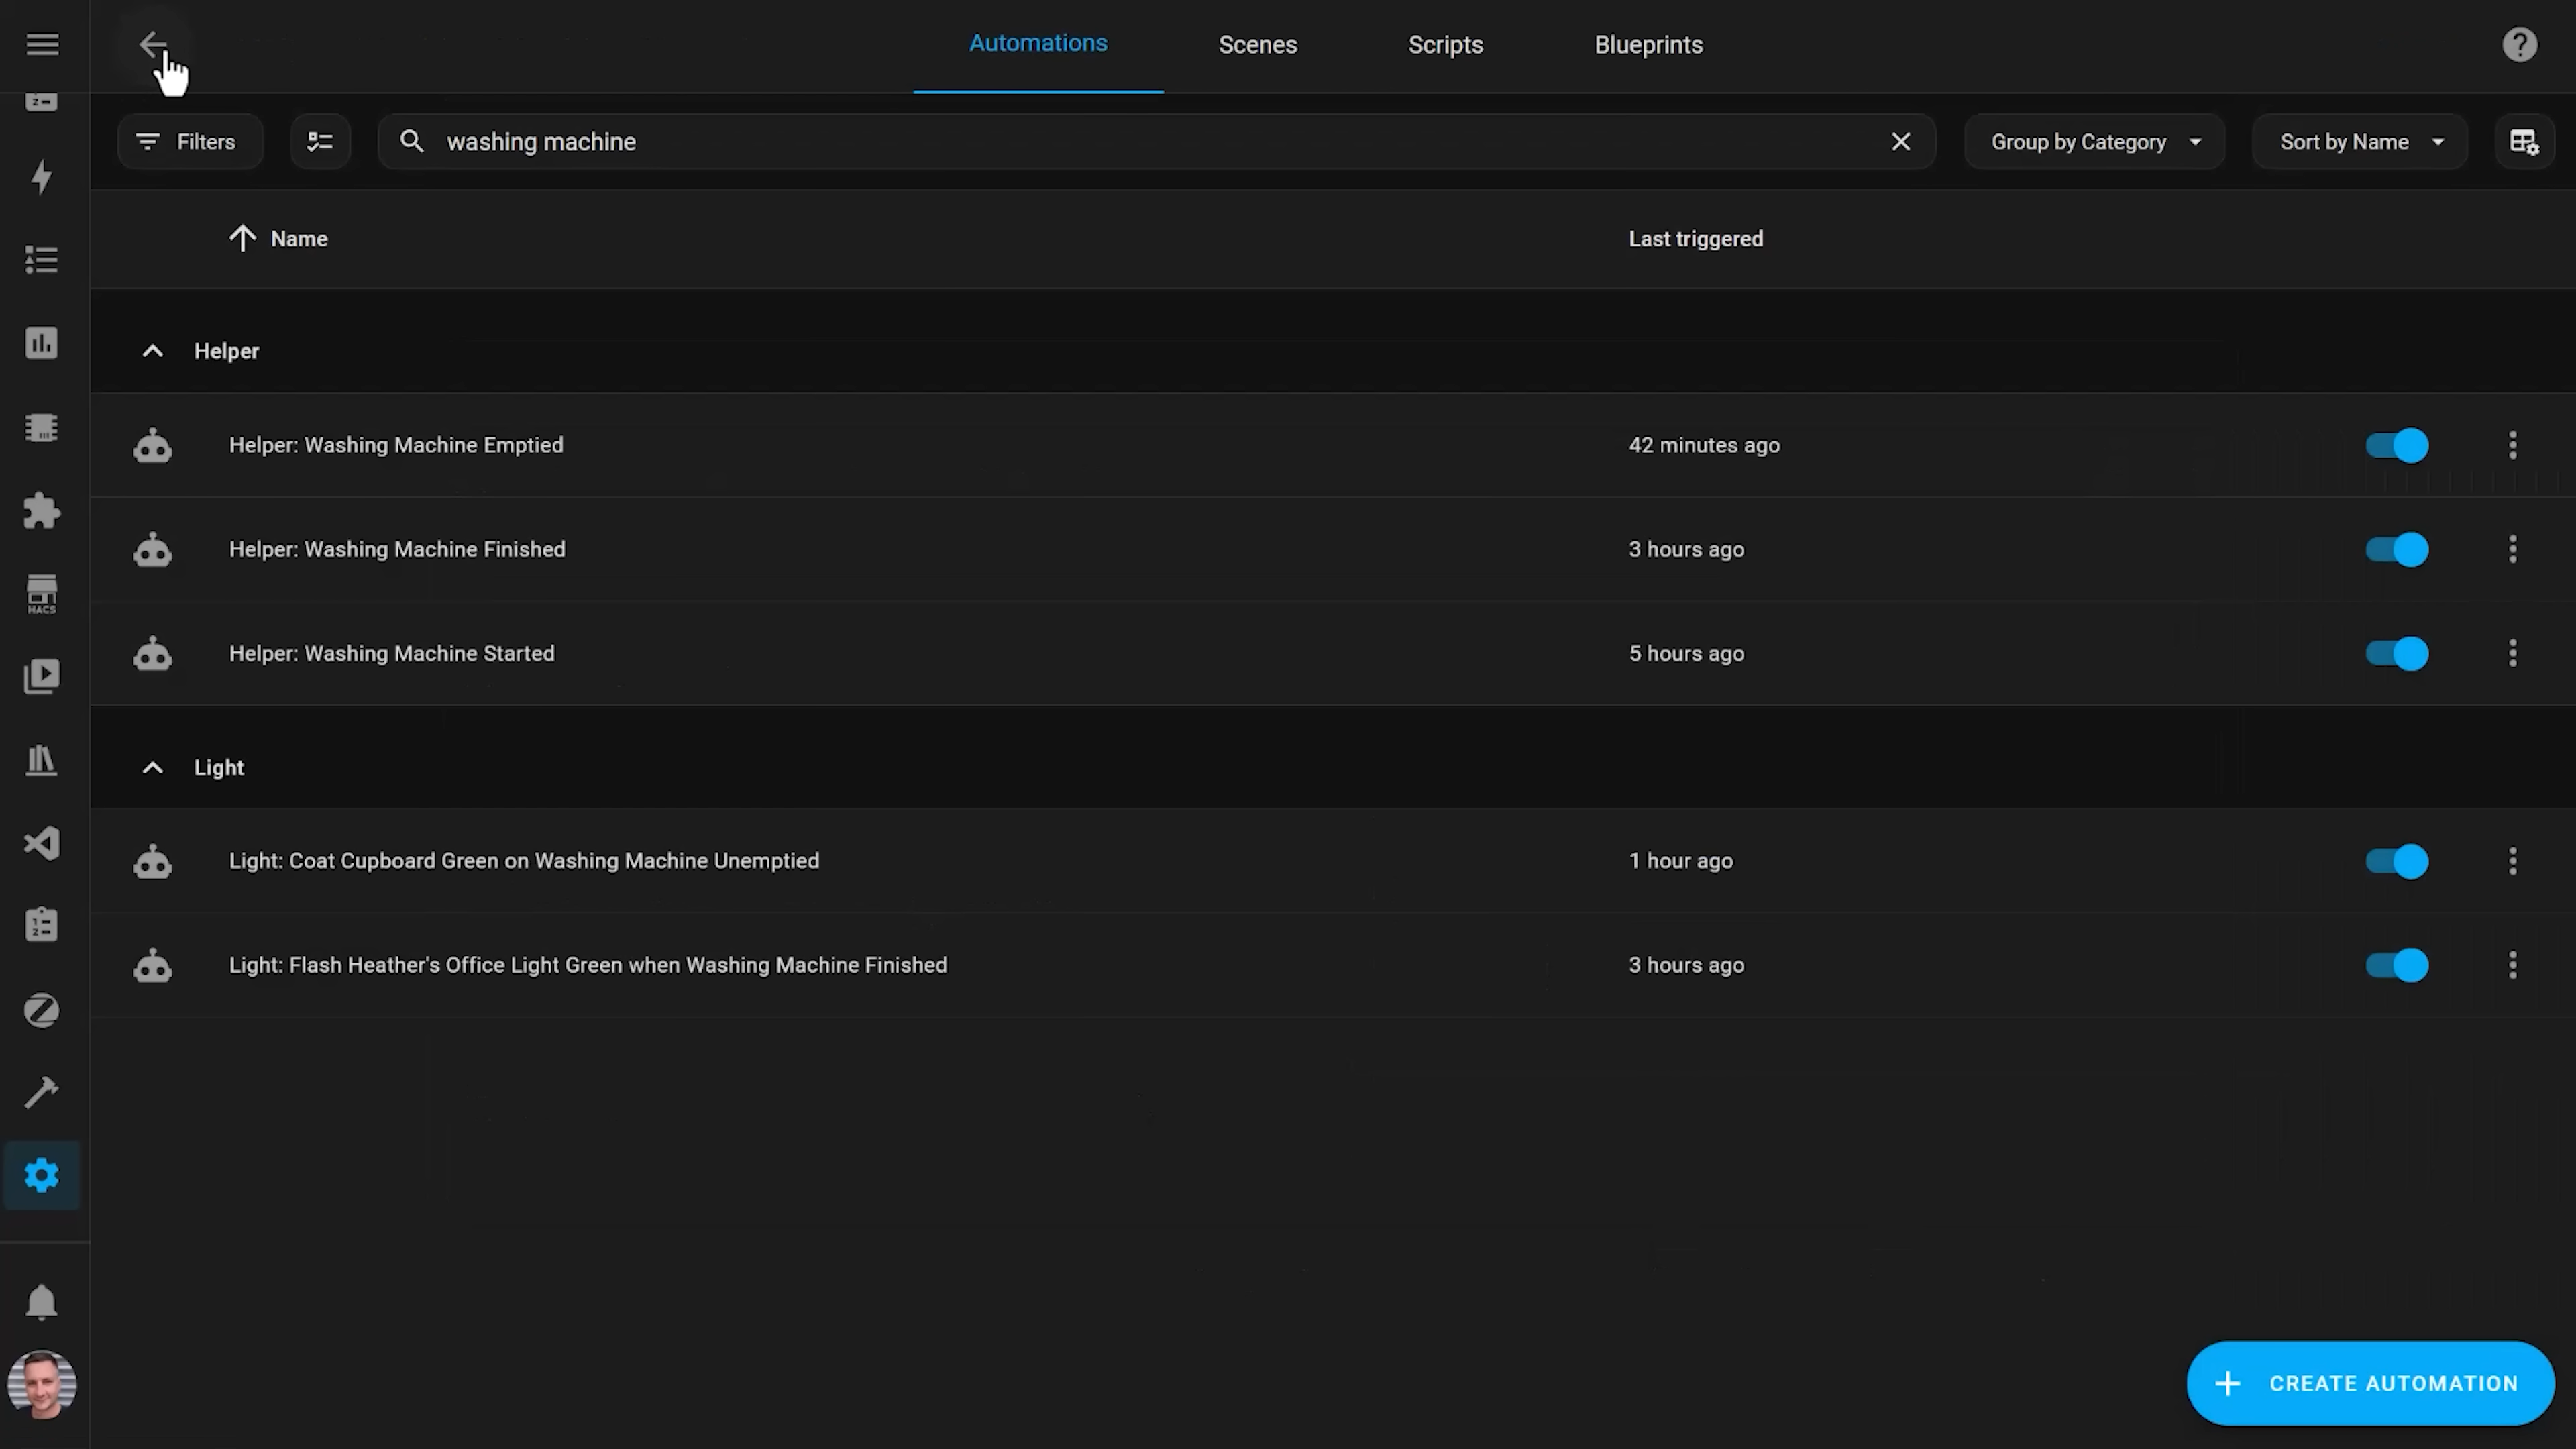 Automations
Scenes
Scripts
Blueprints
Filters
washing machine
Group by Category
Sort by Name
Name
Last triggered
Helper
Helper: Washing Machine Emptied
42 minutes ago
Helper: Washing Machine Finished
3 hours ago
Helper: Washing Machine Started
5 hours ago
Light
Light: Coat Cupboard Green on Washing Machine Unemptied
1 hour ago
Light: Flash Heather's Office Light Green when Washing Machine Finished
3 hours ago
HACS
CREATE AUTOMATION